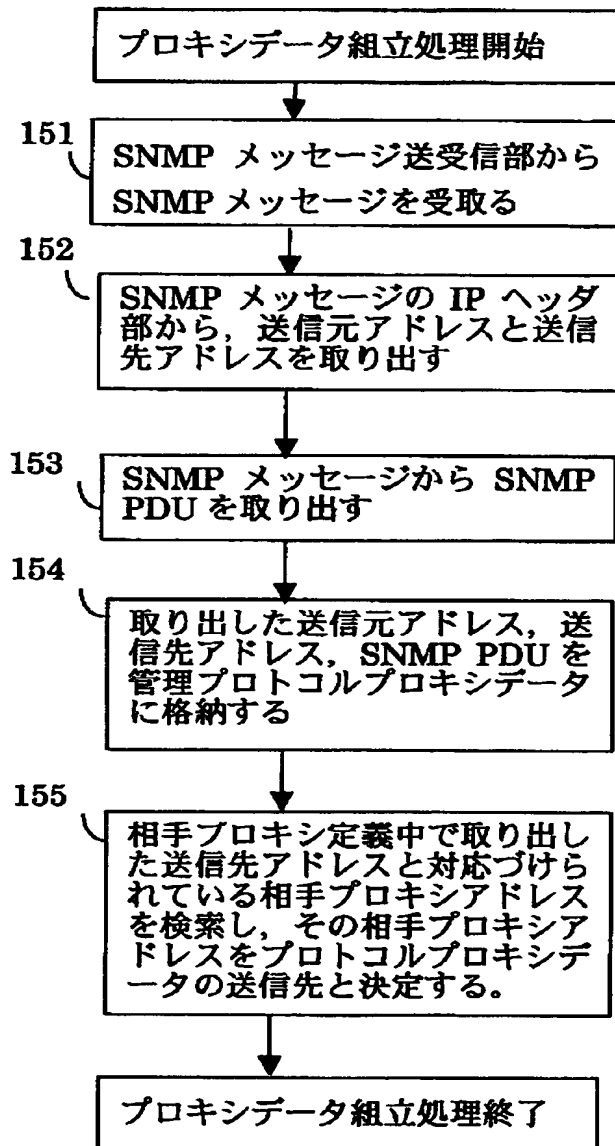 プロキシデータ組立処理開始
151
SNMP メッセージ送受信部から
SNMP メッセージを受取る
152
SNMP メッセージの IP ヘッダ
部から，送信元アドレスと送信
先アドレスを取り出す
153
SNMP メッセージから SNMP
PDU を取り出す
154
取り出した送信元アドレス，送
信先アドレス，SNMP PDU を
管理プロトコルプロキシデータ
に格納する
155
相手プロキシ定義中で取り出し
た送信先アドレスと対応づけら
れている相手プロキシアドレス
を検索し，その相手プロキシア
ドレスをプロトコルプロキシデ
ータの送信先と決定する。
プロキシデータ組立処理終了